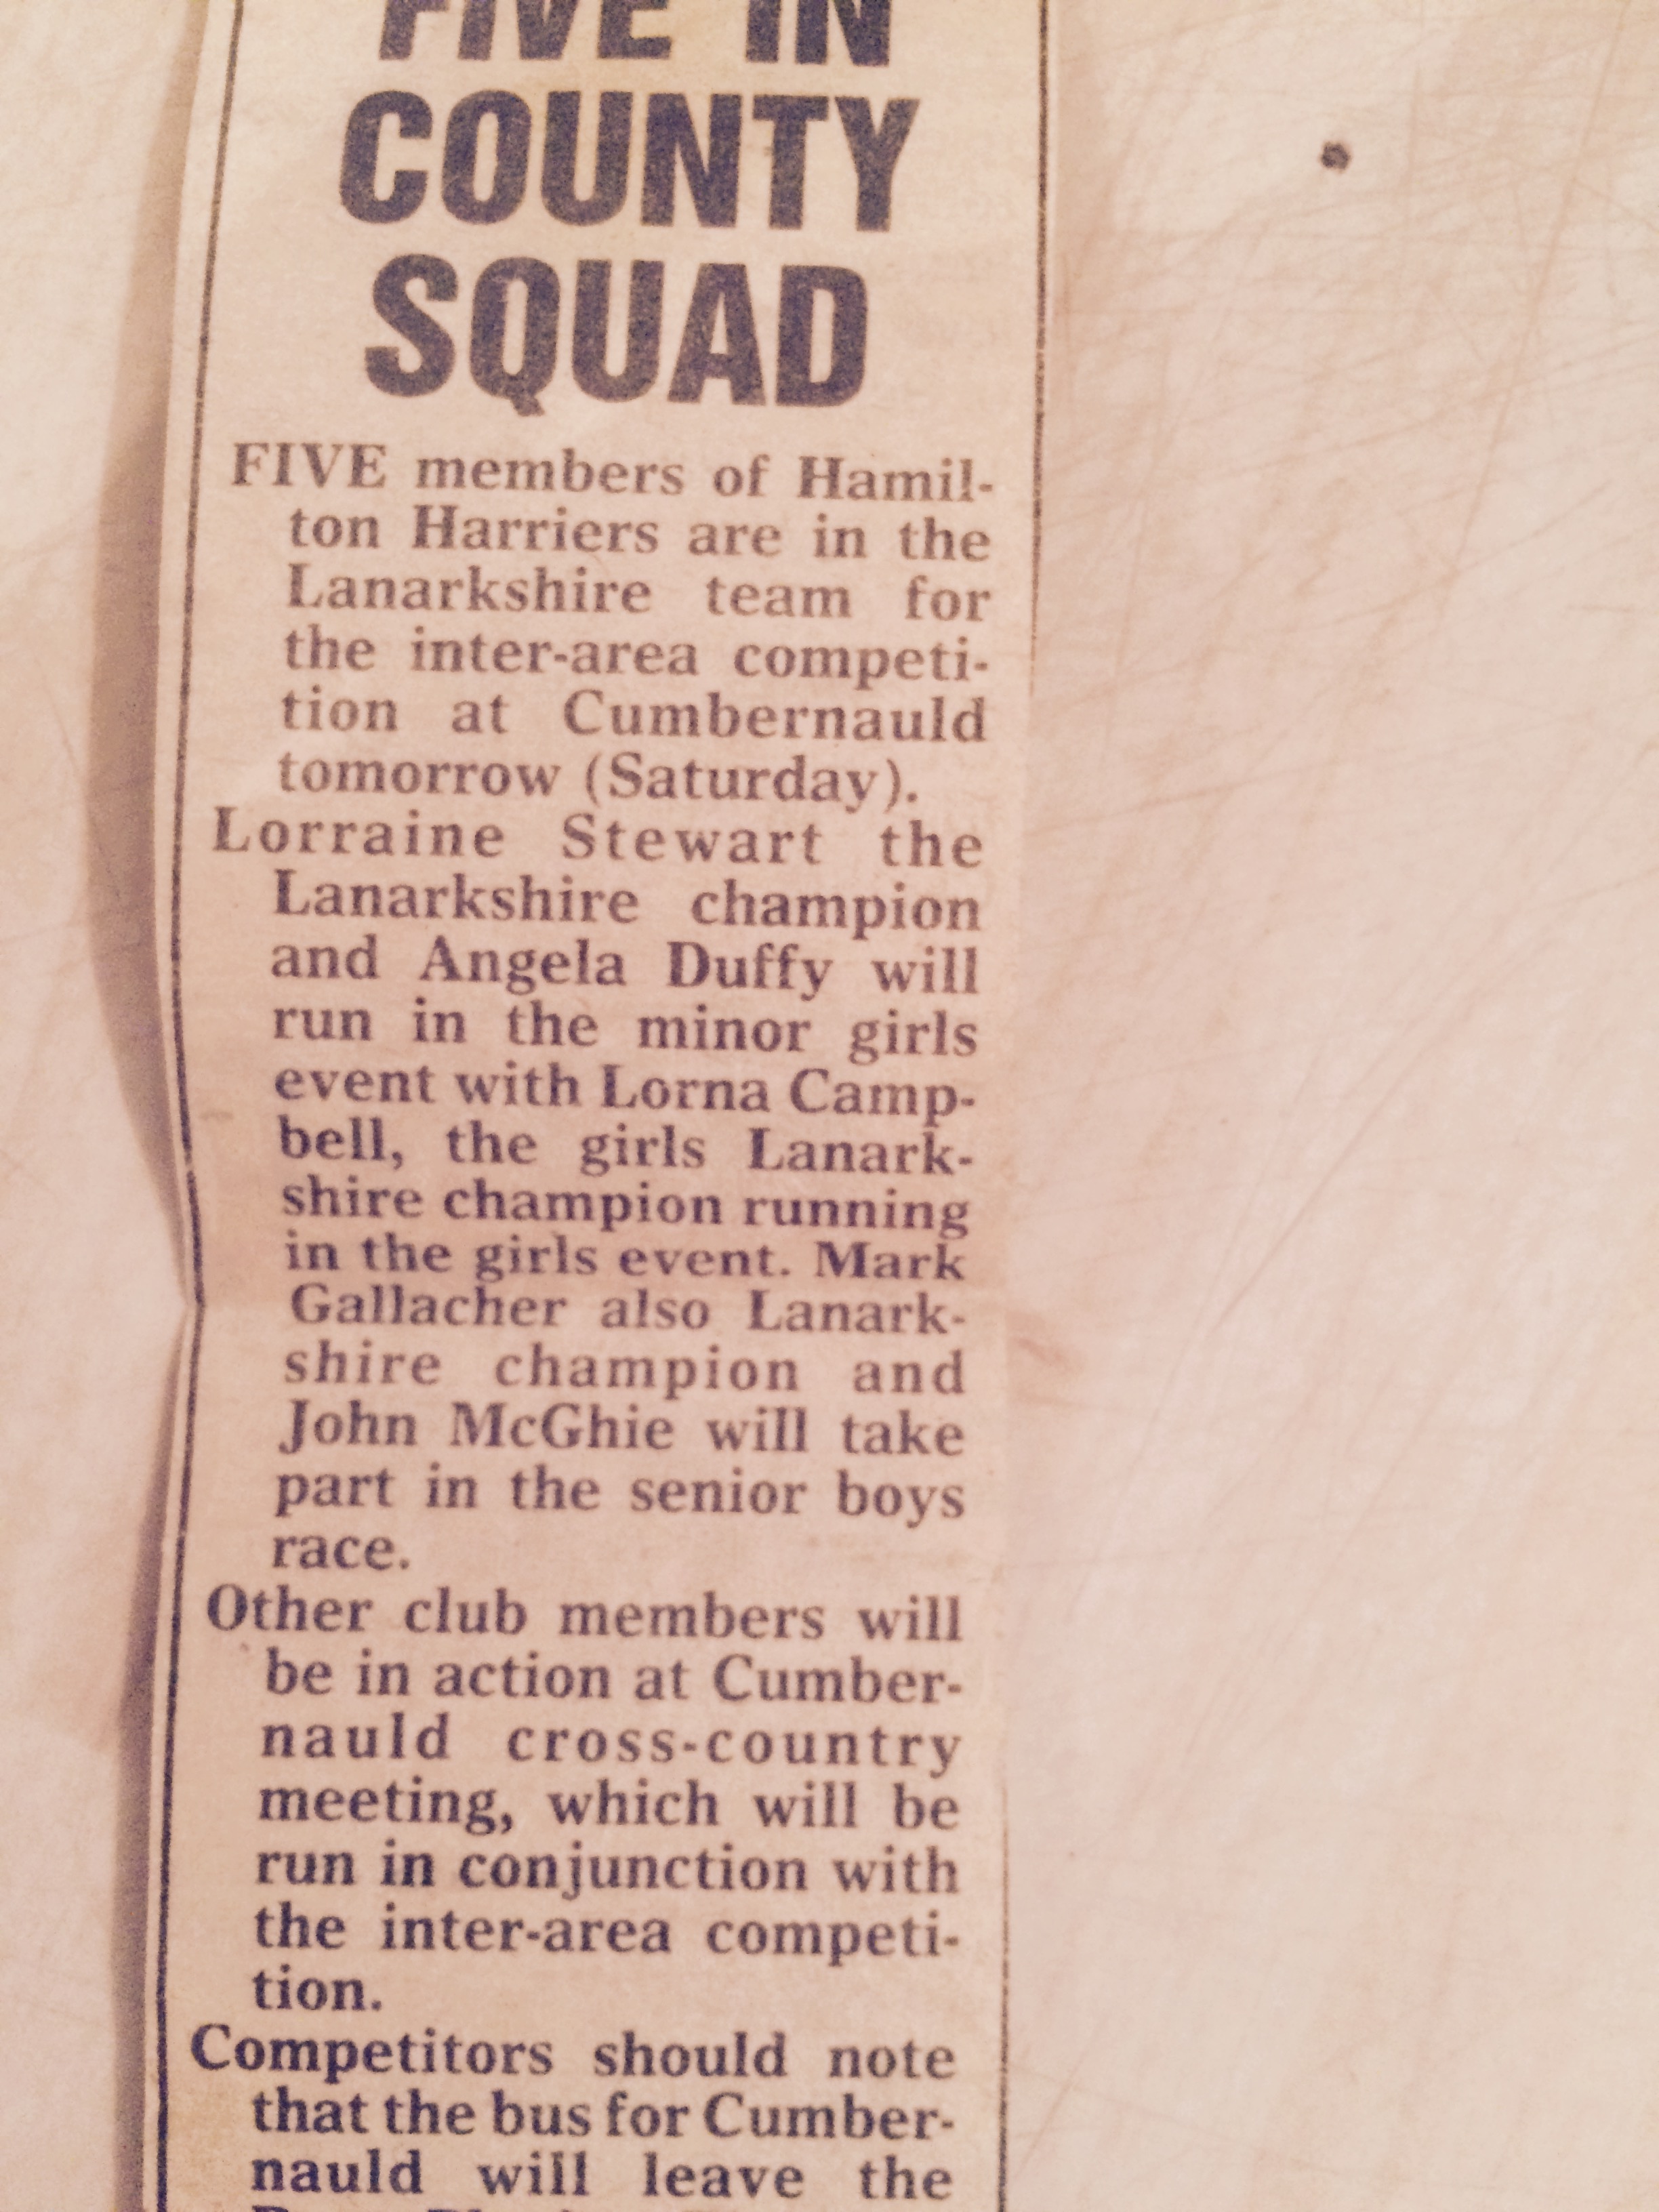 FIVE IN
COUNTY
SQUAD
FIVE members of Hamil-
ton Harriers are in the
Lanarkshire team for
the inter-area competi-
tion at Cumbernauld
tomorrow (Saturday).
Lorraine Stewart the
Lanarkshire champion
and Angela Duffy will
run in the minor girls
event with Lorna Camp-
bell, the girls Lanark-
shire champion running
in the girls event. Mark
Gallacher also Lanark-
shire champion and
John McGhie will take
part in the senior boys
race.
Other club members will
be in action at Cumber-
nauld cross-country
meeting, which will be
run in conjunction with
the inter-area competi-
tion.
Competitors should note
that the bus for Cumber-
nauld will leave the